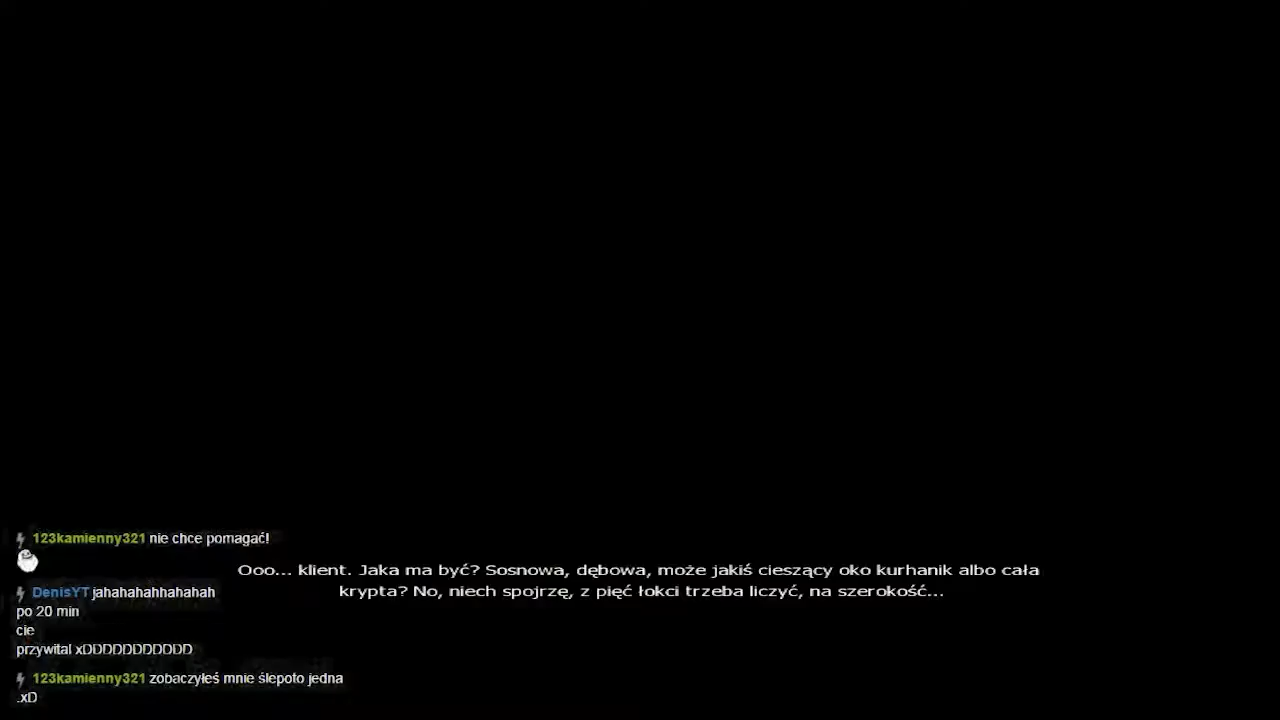 123kamienny321 nie chce pomagać!
Ooo... klient. Jaka ma być? Sosnowa, dębowa, może jakiś cieszący oko kurhanik albo cała
krypta? No, niech spojrzę, z pięć łokci trzeba liczyć, na szerokość...
DenisYT jahahahahhahahah
po 20 min
cie
przywital xDDDDDDDDDDD
123kamienny321 zobaczyłeś mnie ślepoto jedna
.xD